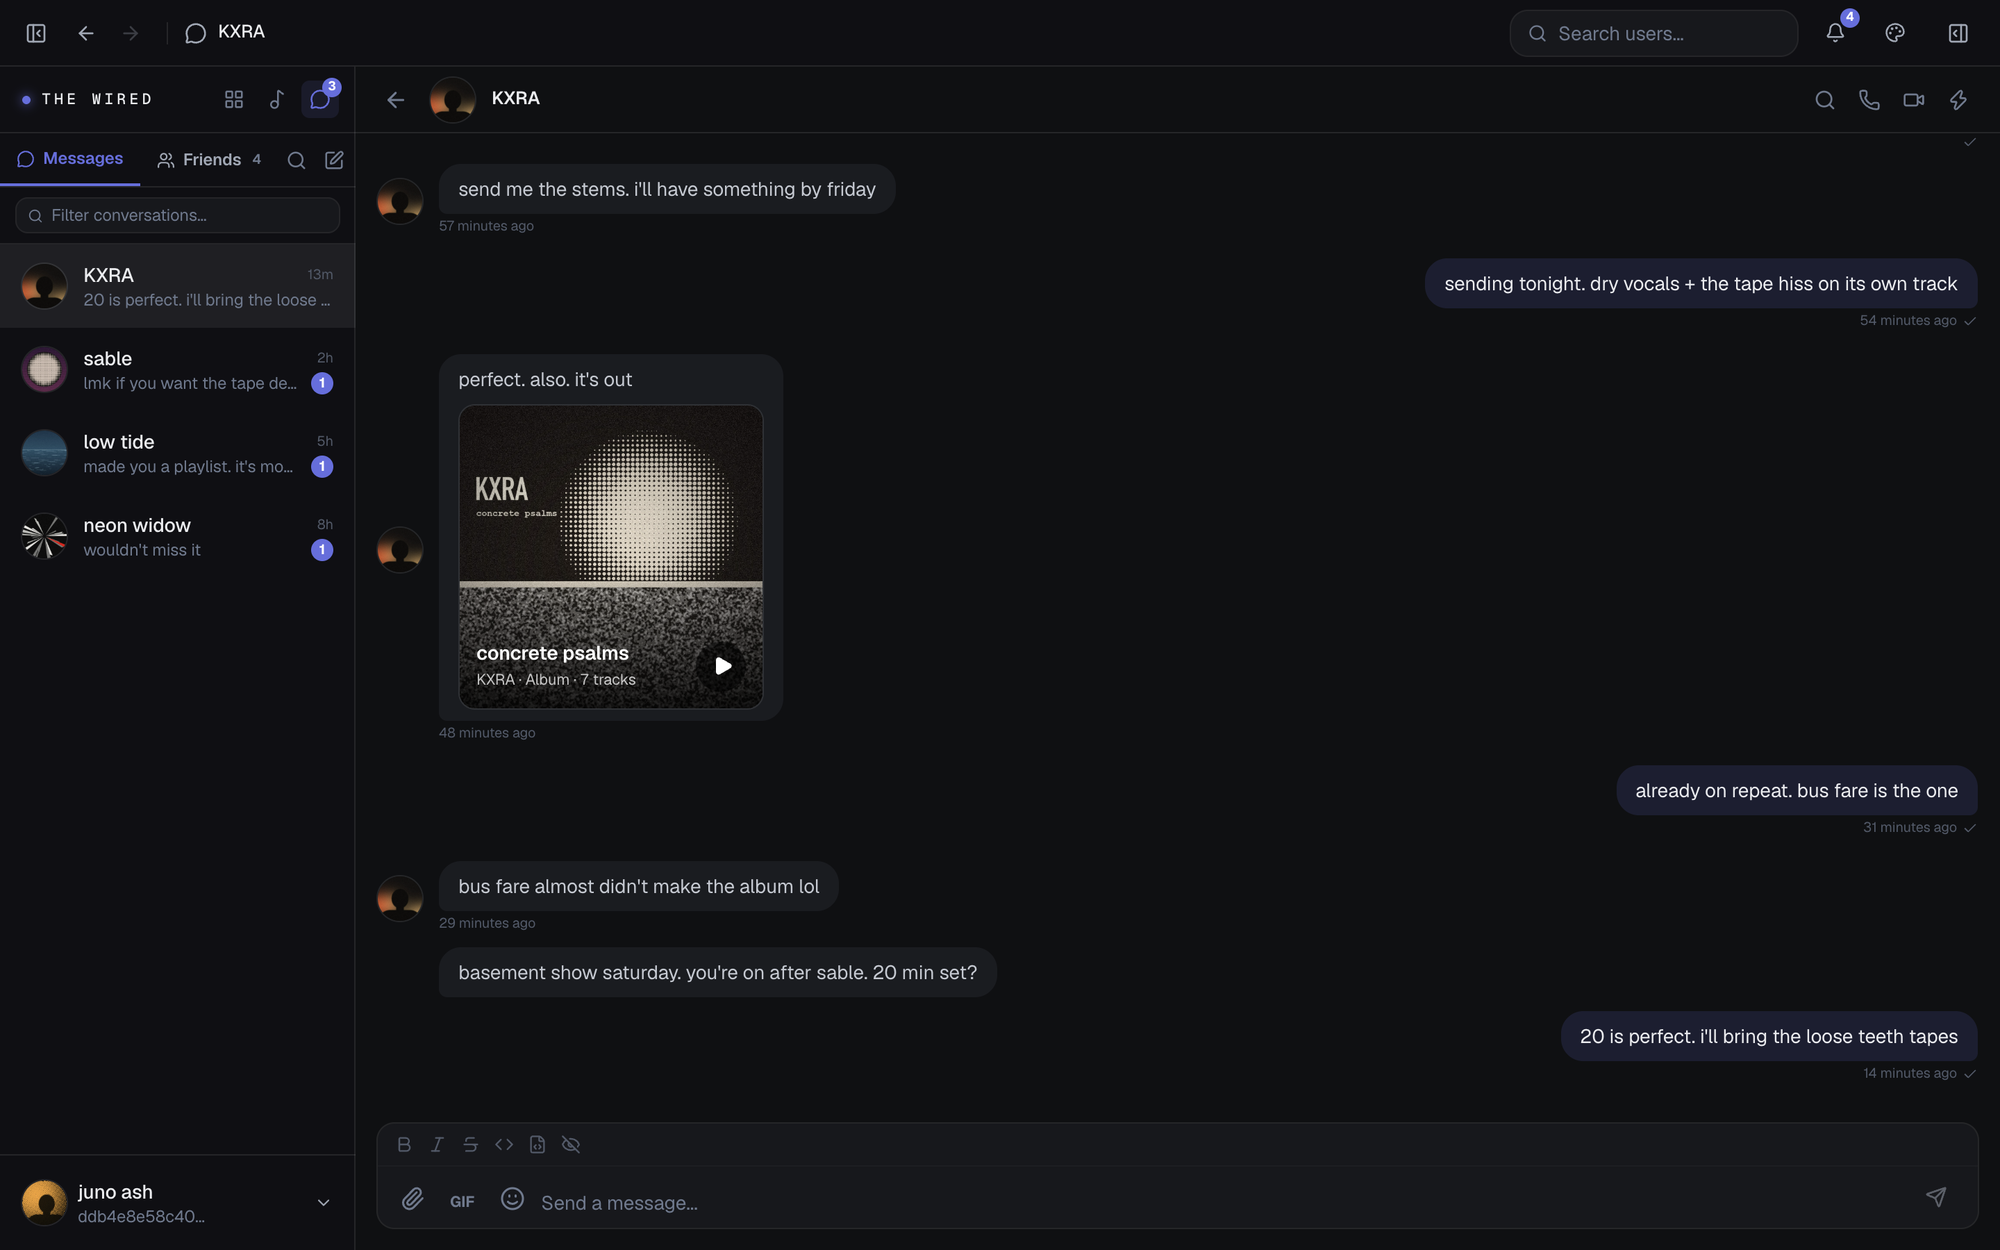 KXRA
Search users...
4
THE WIRED
3
Messages
Friends 4
Filter conversations...
KXRA
13m
20 is perfect. i'll bring the loose ...
sable
2h
lmk if you want the tape de...
1
low tide
5h
made you a playlist. it's mo...
1
neon widow
8h
wouldn't miss it
1
juno ash
ddb4e8e58c40...
KXRA
send me the stems. i'll have something by friday
57 minutes ago
sending tonight. dry vocals + the tape hiss on its own track
54 minutes ago
perfect. also. it's out
KXRA
concrete psalms
concrete psalms
KXRA · Album · 7 tracks
48 minutes ago
already on repeat. bus fare is the one
31 minutes ago
bus fare almost didn't make the album lol
29 minutes ago
basement show saturday. you're on after sable. 20 min set?
20 is perfect. i'll bring the loose teeth tapes
14 minutes ago
B I S
GIF
Send a message...